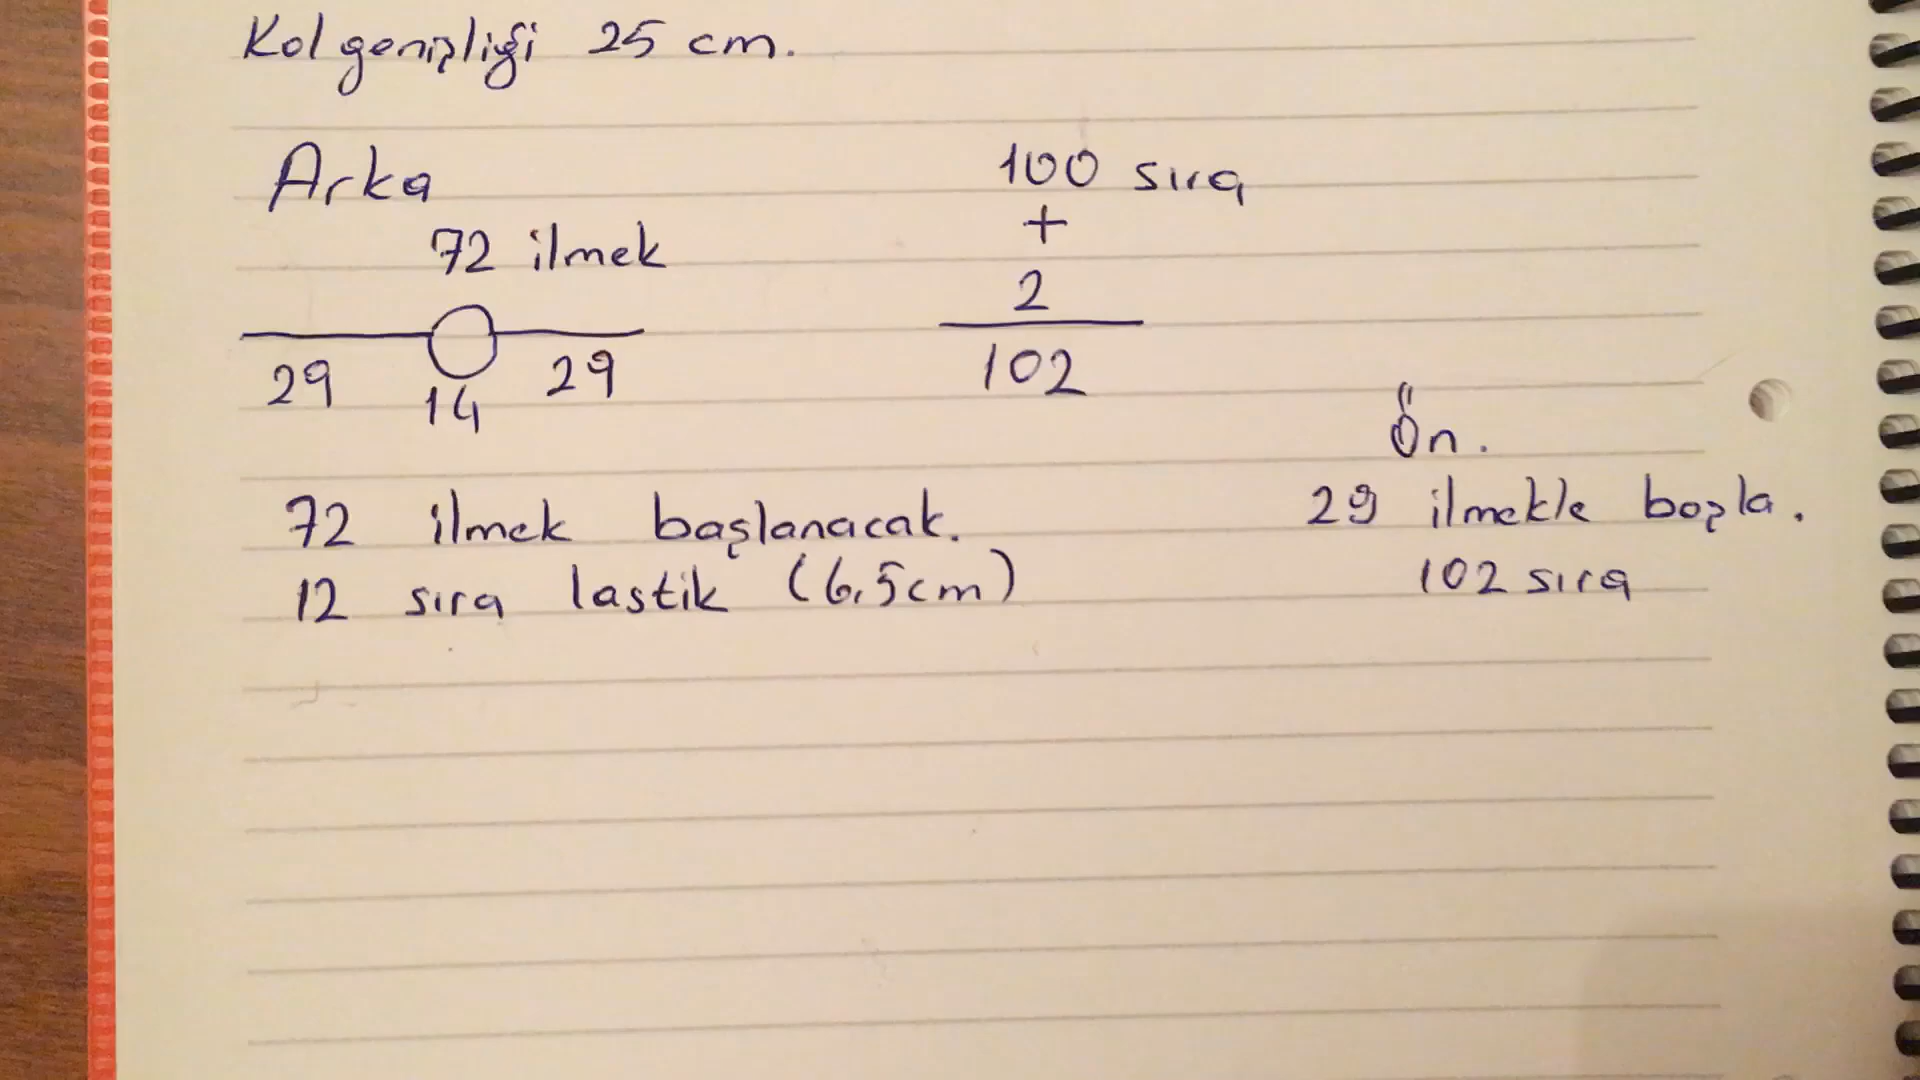 Kol genişliği 25 cm.
Arka
72 ilmek
29 14 29
100 sıra
+
2
102
72 ilmek başlanacak.
12 sıra lastik (6,5cm)
Ön.
29 ilmekle başla.
102 sıra